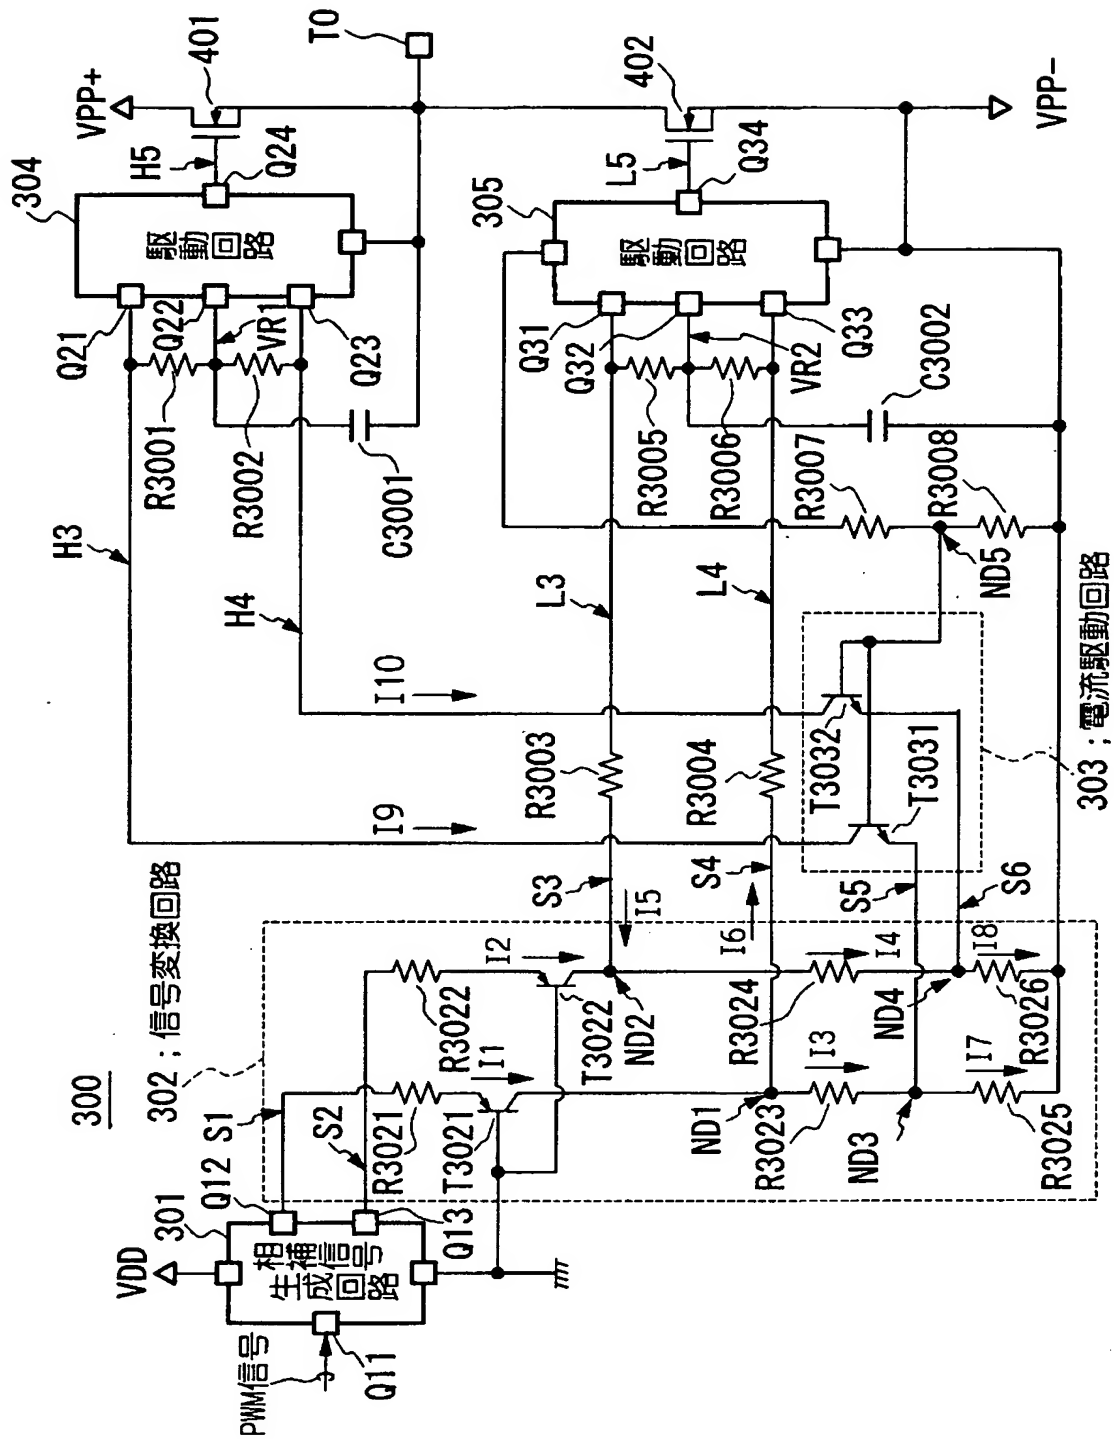 300
302 ; 信号変換回路
VDD
301
Q12
S1
PWM信号
Q11
相補信号
生成回路
Q13
S2
R3021
T3021
I1
R3022
I2
T3022
ND2
ND1
R3023
I3
ND3
R3025
I7
R3024
I4
ND4
R3026
I8
S3
I5
S4
I6
S5
S6
I9
I10
R3003
R3004
T3032
T3031
303 ; 電流駆動回路
H3
H4
L3
L4
R3001
R3002
C3001
Q21
Q22
VR1
Q23
304
駆動回路
H5
Q24
VPP+
401
TO
305
駆動回路
Q31
Q32
Q33
VR2
R3005
R3006
R3007
R3008
ND5
C3002
L5
Q34
402
VPP-